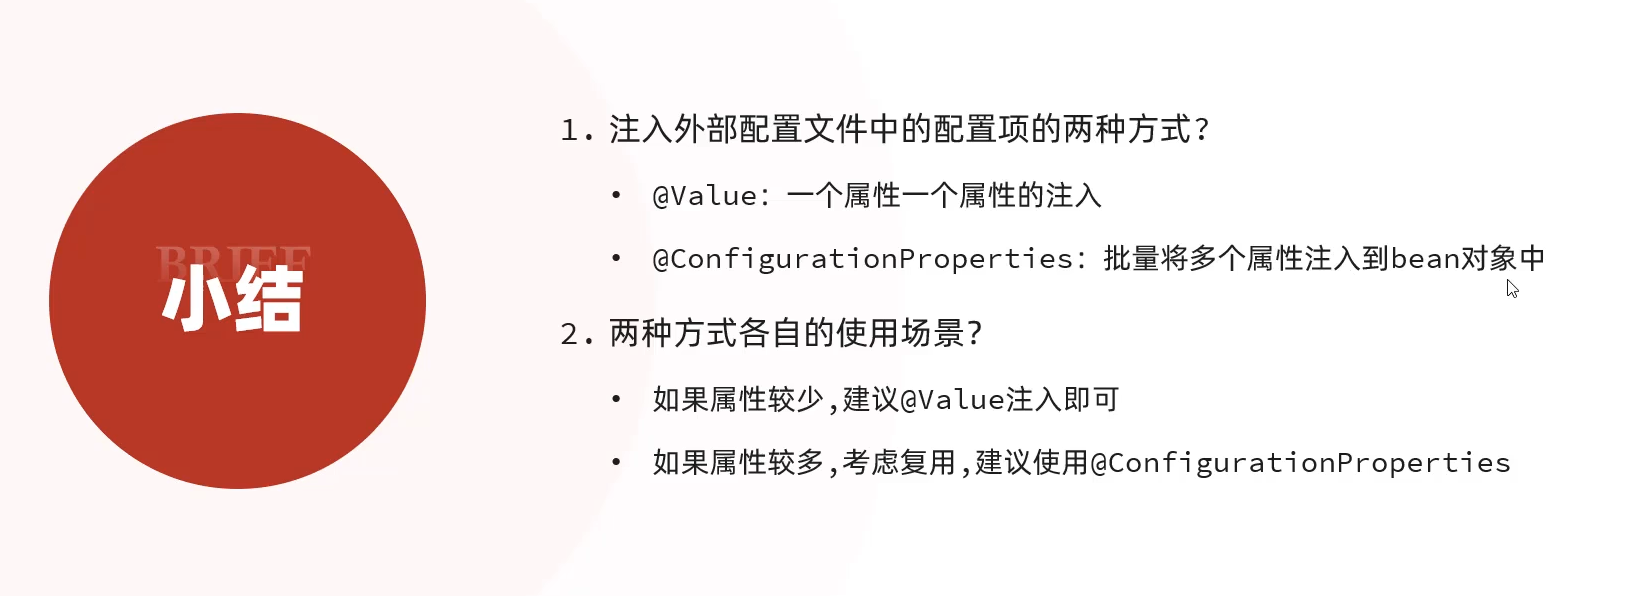 BRIEF
小结
1. 注入外部配置文件中的配置项的两种方式？
• @Value：一个属性一个属性的注入
• @ConfigurationProperties：批量将多个属性注入到bean对象中
2. 两种方式各自的使用场景？
• 如果属性较少,建议@Value注入即可
• 如果属性较多,考虑复用,建议使用@ConfigurationProperties